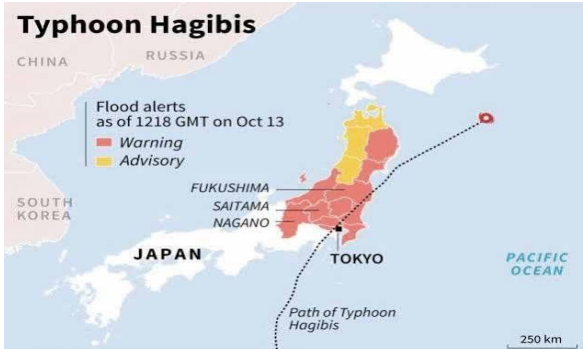 Typhoon Hagibis
CHINA
RUSSIA
Flood alerts
as of 1218 GMT on Oct 13
Warning
Advisory
FUKUSHIMA
SOUTH
KOREA
SAITAMA
NAGANO
JAPAN
TOKYO
PACIFIC
OCEAN
Path of Typhoon
Hagibis
250 km